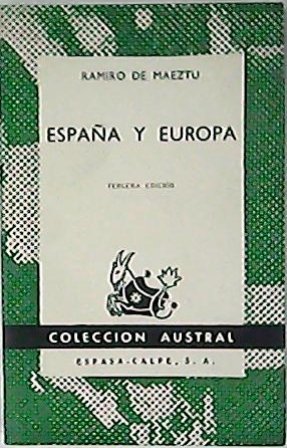 RAMIRO DE MAEZTU
ESPAÑA Y EUROPA
TERCERA EDICIÓN
COLECCION AUSTRAL
ESPASA-CALPE, S. A.